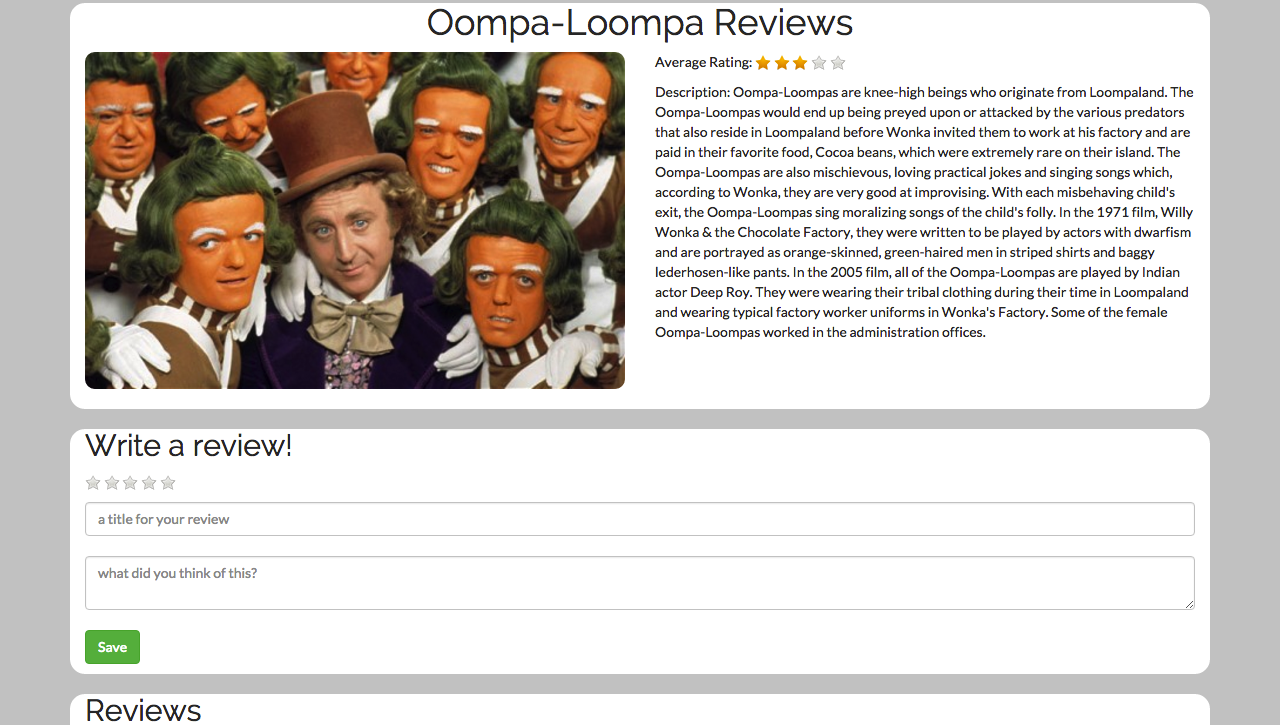 Oompa-Loompa Reviews
Average Rating:
Description: Oompa-Loompas are knee-high beings who originate from Loompaland. The
Oompa-Loompas would end up being preyed upon or attacked by the various predators
that also reside in Loompaland before Wonka invited them to work at his factory and are
paid in their favorite food, Cocoa beans, which were extremely rare on their island. The
Oompa-Loompas are also mischievous, loving practical jokes and singing songs which,
according to Wonka, they are very good at improvising. With each misbehaving child's
exit, the Oompa-Loompas sing moralizing songs of the child's folly. In the 1971 film, Willy
Wonka & the Chocolate Factory, they were written to be played by actors with dwarfism
and are portrayed as orange-skinned, green-haired men in striped shirts and baggy
lederhosen-like pants. In the 2005 film, all of the Oompa-Loompas are played by Indian
actor Deep Roy. They were wearing their tribal clothing during their time in Loompaland
and wearing typical factory worker uniforms in Wonka's Factory. Some of the female
Oompa-Loompas worked in the administration offices.
Write a review!
a title for your review
what did you think of this?
Save
Reviews